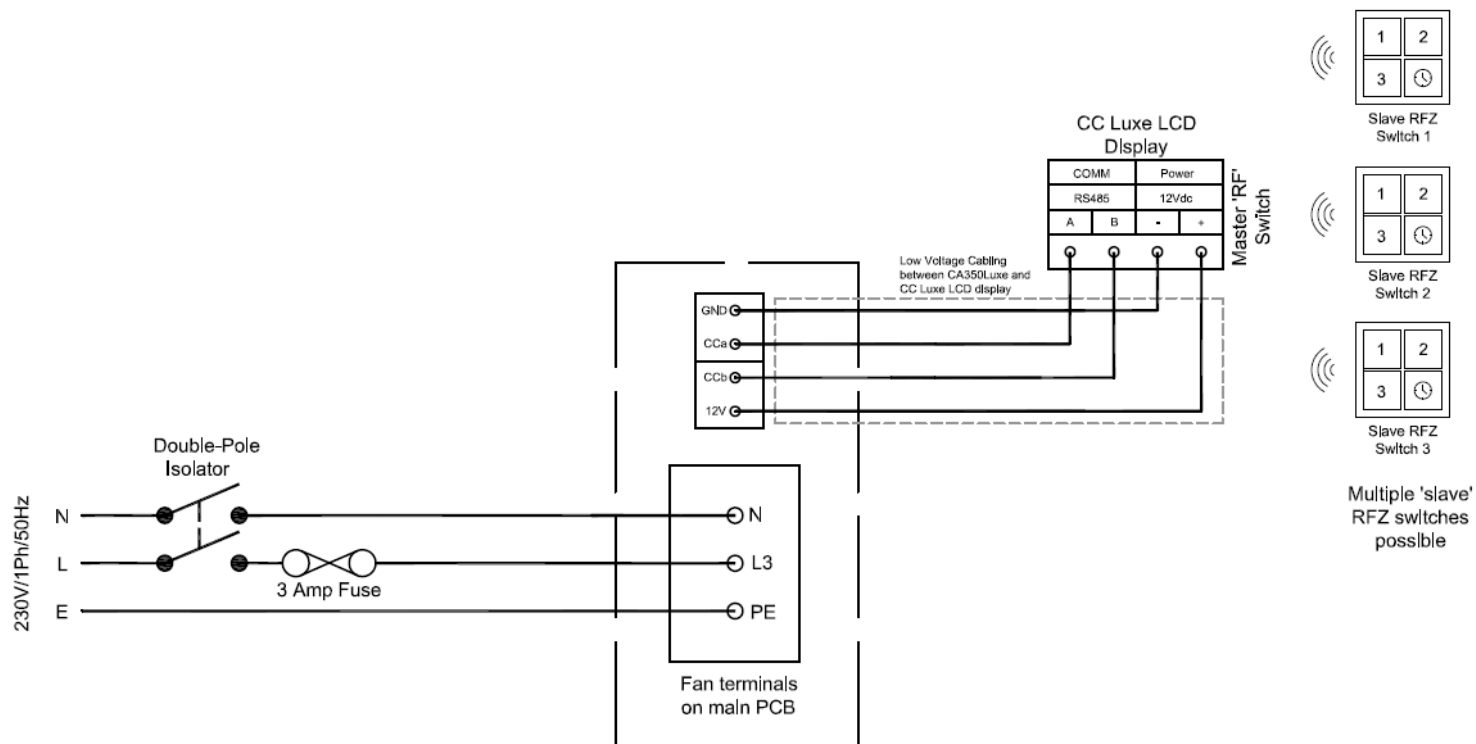 1 2
3
Slave RFZ
Switch 1
CC Luxe LCD
Display
COMM Power
RS485 12Vdc
A B - +
Master 'RF'
Switch
1 2
3
Slave RFZ
Switch 2
Low Voltage Cabling
between CA350Luxe and
CC Luxe LCD display
GND
CCa
CCb
12V
1 2
3
Slave RFZ
Switch 3
Multiple 'slave'
RFZ switches
possible
Double-Pole
Isolator
230V/1Ph/50Hz
N
L
E
3 Amp Fuse
N
L3
PE
Fan terminals
on main PCB